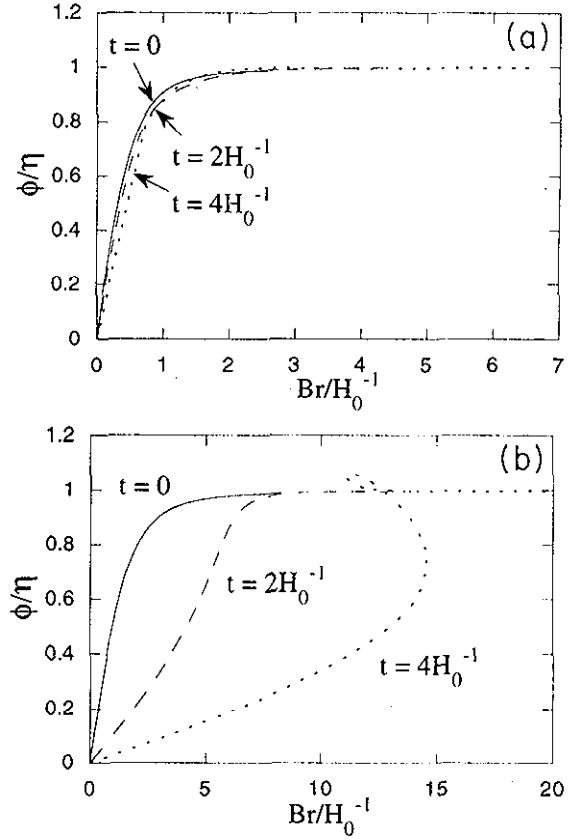 1.2
(a)
t = 0
1
0.8
t = 2H₀⁻¹
ϕ/η
0.6
t = 4H₀⁻¹
0.4
0.2
0
0 1 2 3 4 5 6 7
Br/H₀⁻¹
1.2
(b)
t = 0
1
0.8
ϕ/η
0.6
t = 2H₀⁻¹
0.4
t = 4H₀⁻¹
0.2
0
0 5 10 15 20
Br/H₀⁻¹